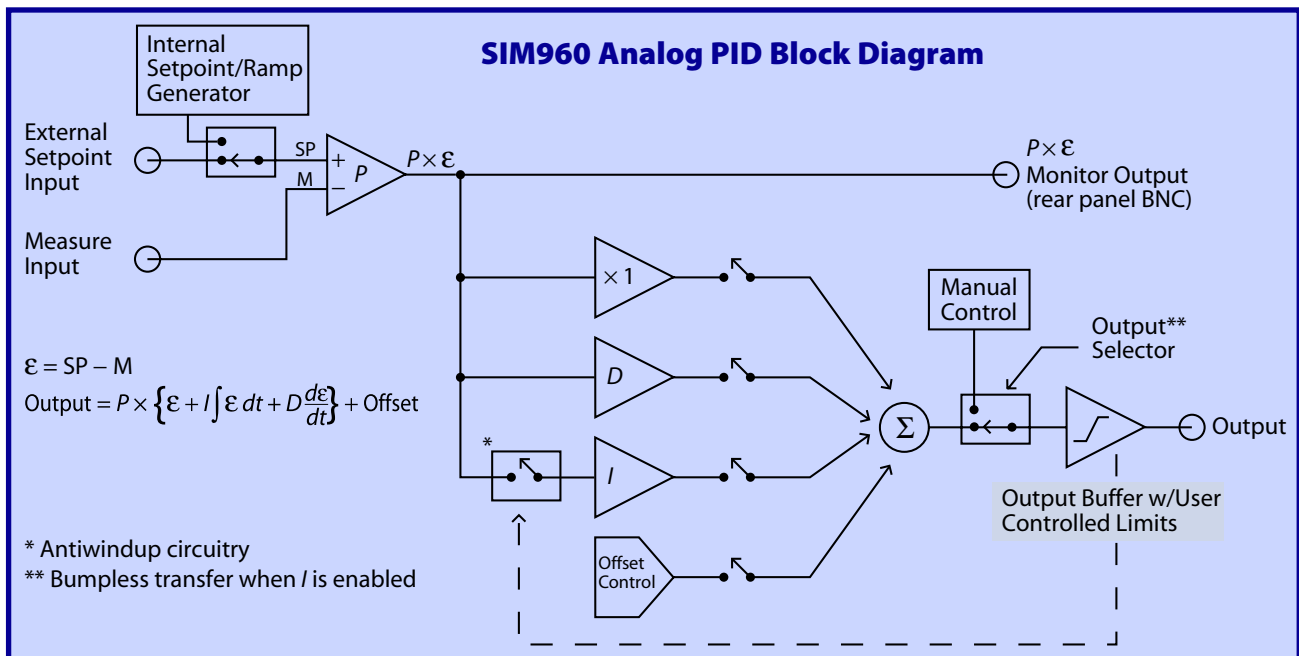 SIM960 Analog PID Block Diagram
Internal
Setpoint/Ramp
Generator
External
Setpoint
Input
SP
+
M
−
P
P × ε
P × ε
Monitor Output
(rear panel BNC)
Measure
Input
× 1
Manual
Control
Output**
Selector
ε = SP – M
Output = P × {ε + I∫ε dt + D dε/dt} + Offset
D
Σ
Output
*
I
Output Buffer w/User
Controlled Limits
Offset
Control
* Antiwindup circuitry
** Bumpless transfer when I is enabled